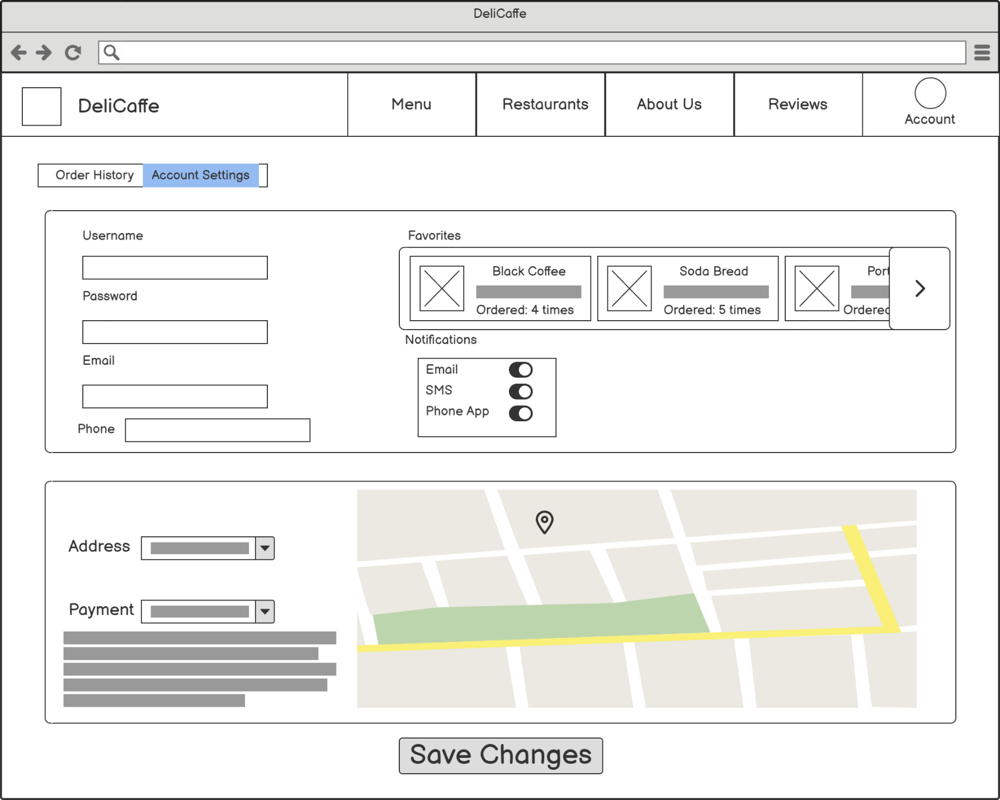 DeliCaffe
DeliCaffe
Menu
Restaurants
About Us
Reviews
Account
Order History
Account Settings
Username
Password
Email
Phone
Favorites
Black Coffee
Ordered: 4 times
Soda Bread
Ordered: 5 times
Port
Ordered
Notifications
Email
SMS
Phone App
Address
Payment
Save Changes